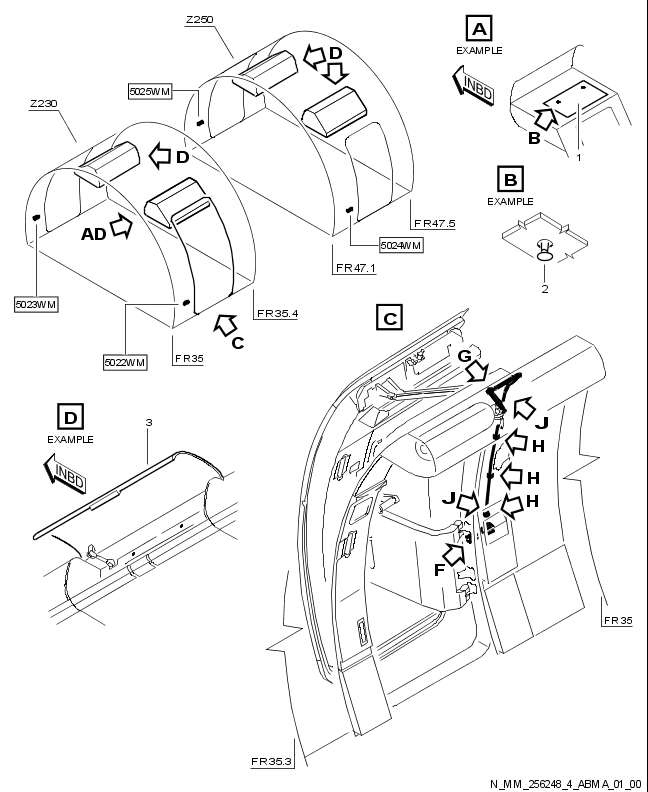 Z250
D
A
EXAMPLE
INBD
B
1
5025WM
Z230
D
B
EXAMPLE
2
AD
FR47.5
5024WM
FR47.1
5023WM
FR35.4
C
5022WM
FR35
C
G
J
H
H
J
H
F
D
EXAMPLE
3
INBD
FR35
FR35.3
N_MM_256248_4_ABMA_01_00